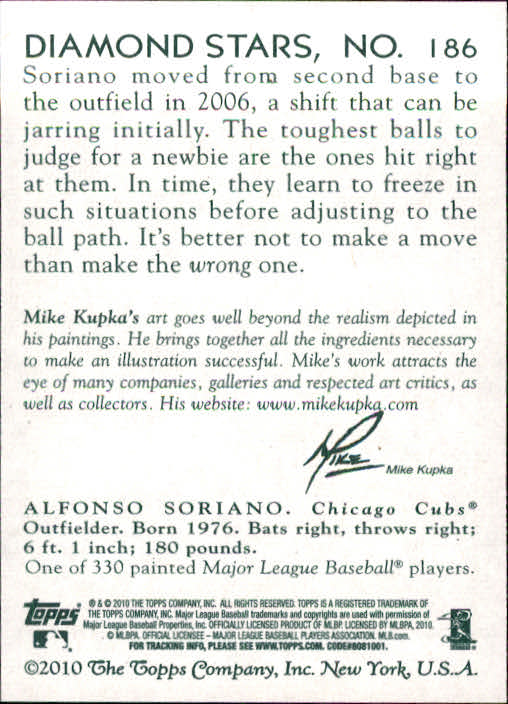 DIAMOND STARS, NO. 186
Soriano moved from second base to
the outfield in 2006, a shift that can be
jarring initially. The toughest balls to
judge for a newbie are the ones hit right
at them. In time, they learn to freeze in
such situations before adjusting to the
ball path. It's better not to make a move
than make the wrong one.
Mike Kupka's art goes well beyond the realism depicted in
his paintings. He brings together all the ingredients necessary
to make an illustration successful. Mike's work attracts the
eye of many companies, galleries and respected art critics, as
well as collectors. His website: www.mikekupka.com
Mike
Mike Kupka
ALFONSO SORIANO. Chicago Cubs®
Outfielder. Born 1976. Bats right, throws right;
6 ft. 1 inch; 180 pounds.
One of 330 painted Major League Baseball® players.
Topps
® & © 2010 THE TOPPS COMPANY, INC. ALL RIGHTS RESERVED. TOPPS IS A REGISTERED TRADEMARK OF
THE TOPPS COMPANY, INC. Major League Baseball trademarks and copyrights are used with permission of
Major League Baseball Properties, Inc. OFFICIALLY LICENSED PRODUCT OF MLBP. LICENSED BY MLBPA, 2010.
© MLBPA. OFFICIAL LICENSEE – MAJOR LEAGUE BASEBALL PLAYERS ASSOCIATION. MLB.com.
FOR TRACKING INFO, PLEASE SEE WWW.TOPPS.COM. CODE#8081001.
©2010 The Topps Company, Inc. New York, U.S.A.